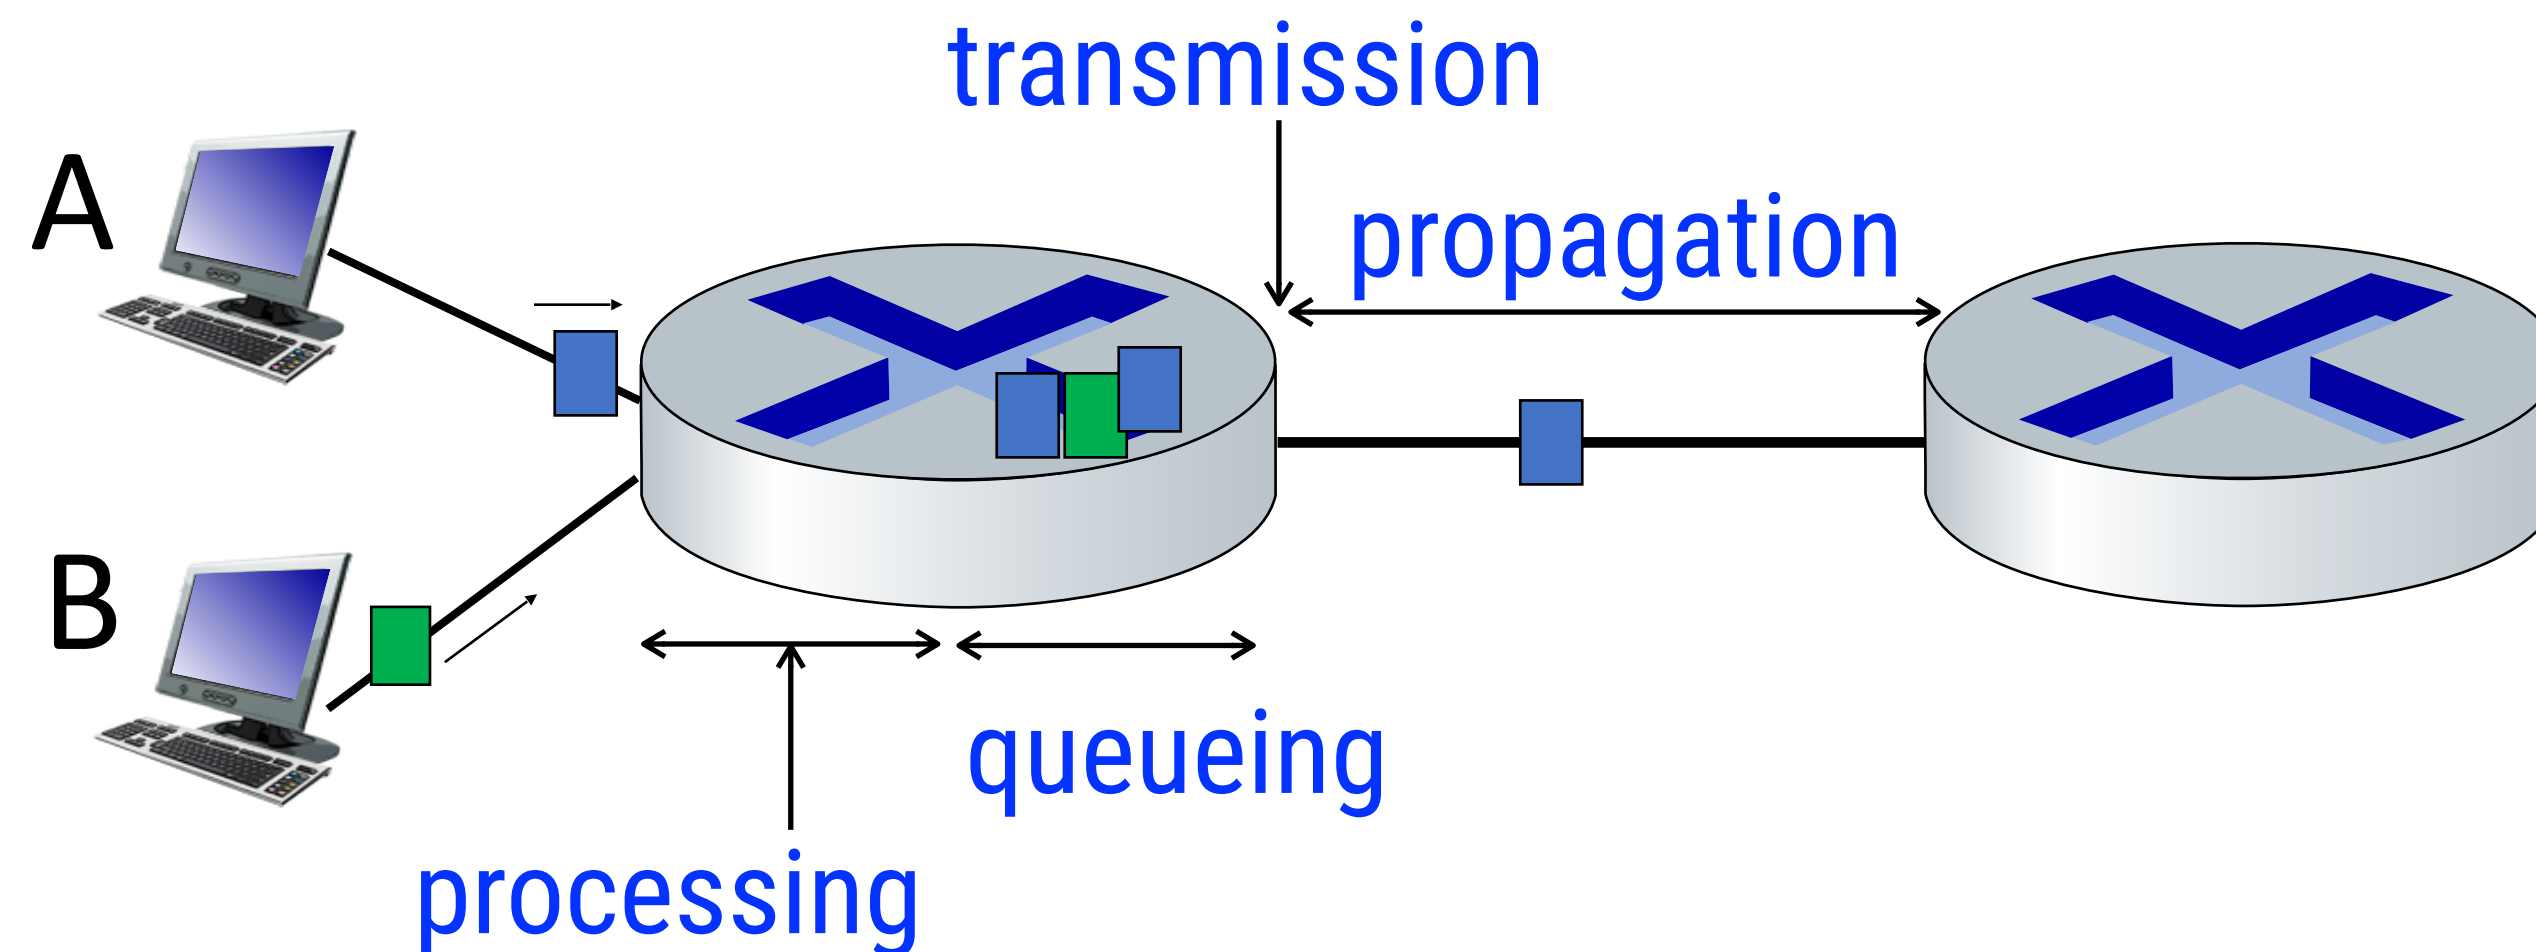 transmission
A
propagation
B
queueing
processing